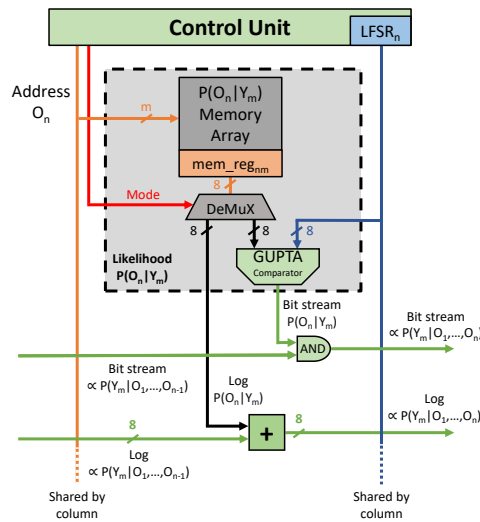 Control Unit
LFSRn
Address
On
m
P(On|Ym)
Memory
Array
mem_regnm
8
Mode
DeMuX
8
8
8
Likelihood
P(On|Ym)
GUPTA
Comparator
Bit stream
P(On|Ym)
Bit stream
∝ P(Ym|O1,...,On)
AND
Bit stream
∝ P(Ym|O1,...,On-1)
Log
P(On|Ym)
Log
∝ P(Ym|O1,...,On)
8
+
8
Log
∝ P(Ym|O1,...,On-1)
Shared by
column
Shared by
column